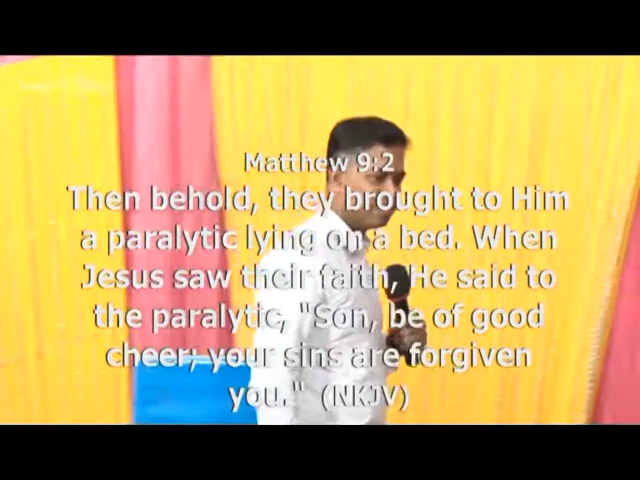 Matthew 9:2
Then behold, they brought to Him
a paralytic lying on a bed. When
Jesus saw their faith, He said to
the paralytic, "Son, be of good
cheer; your sins are forgiven
you." (NKJV)